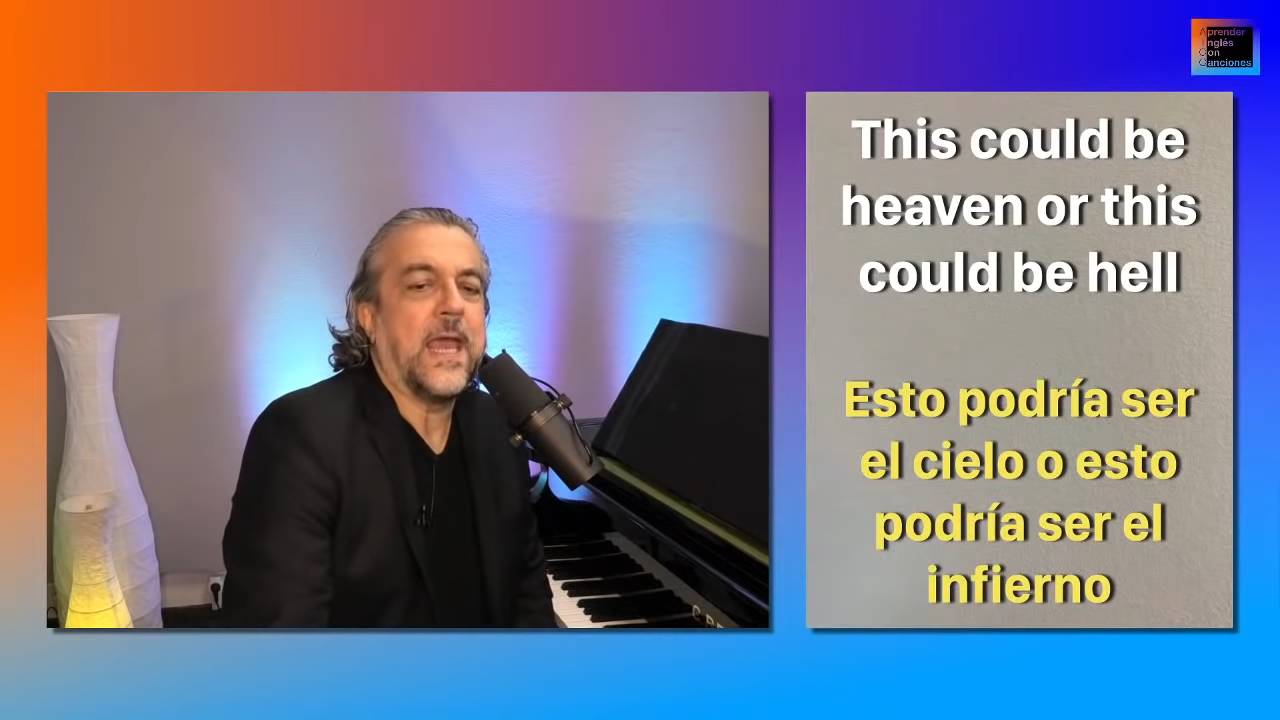 Aprender
Inglés
Con
Canciones
This could be
heaven or this
could be hell
Esto podría ser
el cielo o esto
podría ser el
infierno